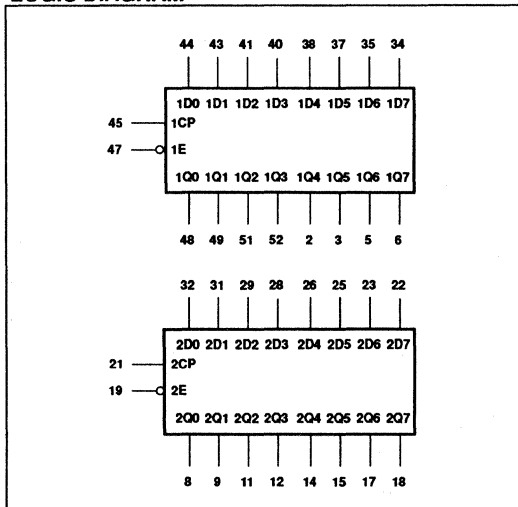 LOGIC DIAGRAM
44 43 41 40 38 37 35 34
1D0 1D1 1D2 1D3 1D4 1D5 1D6 1D7
45 1CP
47 1E
1Q0 1Q1 1Q2 1Q3 1Q4 1Q5 1Q6 1Q7
48 49 51 52 2 3 5 6
32 31 29 28 26 25 23 22
2D0 2D1 2D2 2D3 2D4 2D5 2D6 2D7
21 2CP
19 2E
2Q0 2Q1 2Q2 2Q3 2Q4 2Q5 2Q6 2Q7
8 9 11 12 14 15 17 18